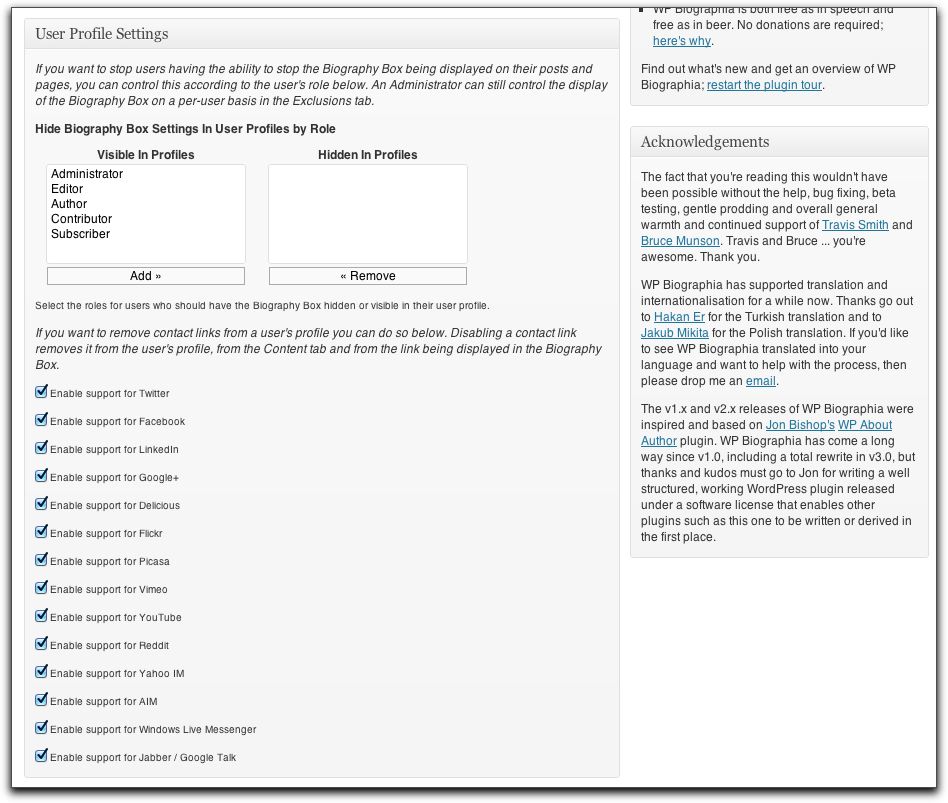 User Profile Settings
If you want to stop users having the ability to stop the Biography Box being displayed on their posts and
pages, you can control this according to the user's role below. An Administrator can still control the display
of the Biography Box on a per-user basis in the Exclusions tab.
Hide Biography Box Settings In User Profiles by Role
Visible In Profiles
Administrator
Editor
Author
Contributor
Subscriber
Add »
Hidden In Profiles
« Remove
Select the roles for users who should have the Biography Box hidden or visible in their user profile.
If you want to remove contact links from a user's profile you can do so below. Disabling a contact link
removes it from the user's profile, from the Content tab and from the link being displayed in the Biography
Box.
Enable support for Twitter
Enable support for Facebook
Enable support for LinkedIn
Enable support for Google+
Enable support for Delicious
Enable support for Flickr
Enable support for Picasa
Enable support for Vimeo
Enable support for YouTube
Enable support for Reddit
Enable support for Yahoo IM
Enable support for AIM
Enable support for Windows Live Messenger
Enable support for Jabber / Google Talk
WP Biographia is both free as in speech and
free as in beer. No donations are required;
here's why.
Find out what's new and get an overview of WP
Biographia; restart the plugin tour.
Acknowledgements
The fact that you're reading this wouldn't have
been possible without the help, bug fixing, beta
testing, gentle prodding and overall general
warmth and continued support of Travis Smith and
Bruce Munson. Travis and Bruce ... you're
awesome. Thank you.
WP Biographia has supported translation and
internationalisation for a while now. Thanks go out
to Hakan Er for the Turkish translation and to
Jakub Mikita for the Polish translation. If you'd like
to see WP Biographia translated into your
language and want to help with the process, then
please drop me an email.
The v1.x and v2.x releases of WP Biographia were
inspired and based on Jon Bishop's WP About
Author plugin. WP Biographia has come a long
way since v1.0, including a total rewrite in v3.0, but
thanks and kudos must go to Jon for writing a well
structured, working WordPress plugin released
under a software license that enables other
plugins such as this one to be written or derived in
the first place.